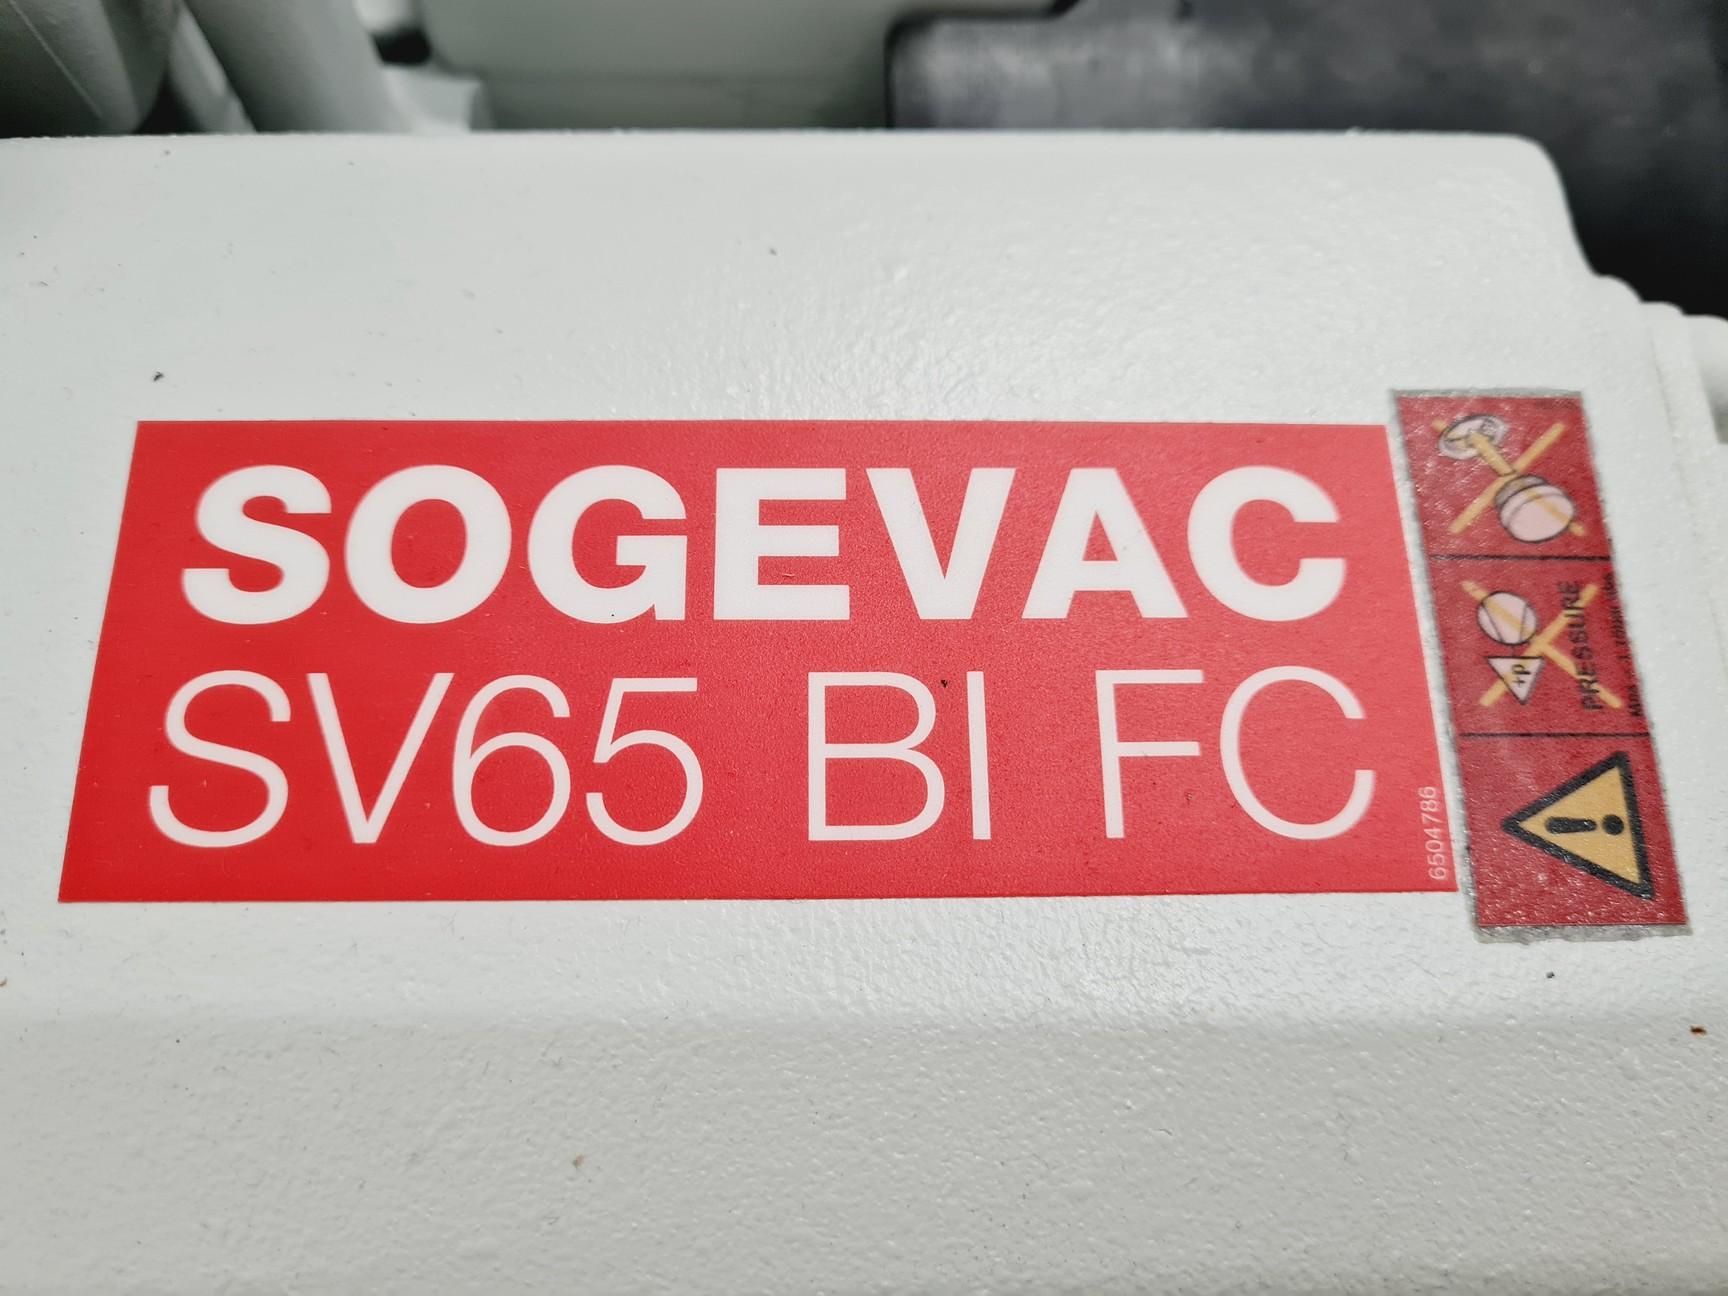 SOGEVAC
SV65 BI FC
6504786
+P
PRESSURE